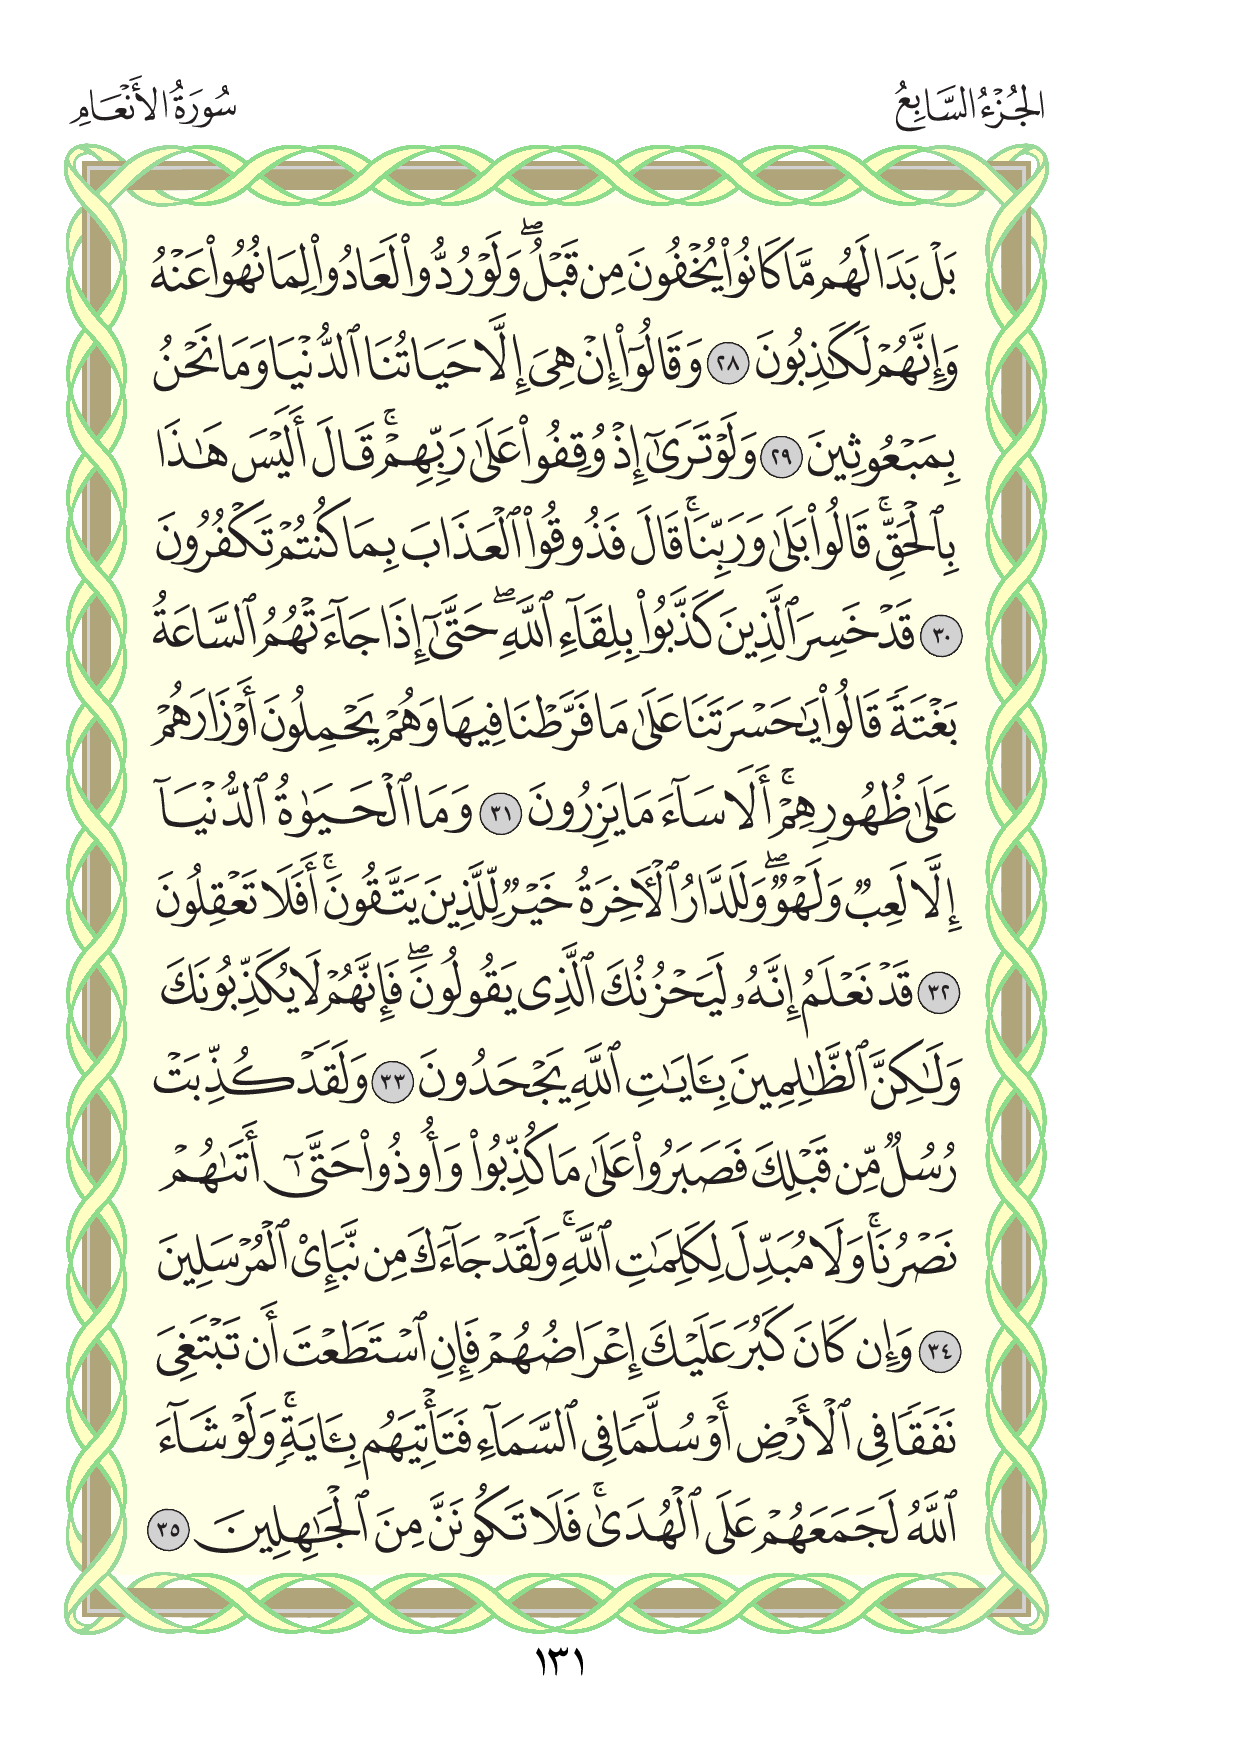 الجُزْءُ السَّابِعُ
سُورَةُ الأَنْعَامِ
بَلْ بَدَا لَهُم مَّا كَانُوا۟ يُخْفُونَ مِن قَبْلُ ۖ وَلَوْ رُدُّوا۟ لَعَادُوا۟ لِمَا نُهُوا۟ عَنْهُ
وَإِنَّهُمْ لَكَـٰذِبُونَ ٢٨ وَقَالُوٓا۟ إِنْ هِىَ إِلَّا حَيَاتُنَا ٱلدُّنْيَا وَمَا نَحْنُ
بِمَبْعُوثِينَ ٢٩ وَلَوْ تَرَىٰٓ إِذْ وُقِفُوا۟ عَلَىٰ رَبِّهِمْ ۚ قَالَ أَلَيْسَ هَـٰذَا
بِٱلْحَقِّ ۚ قَالُوا۟ بَلَىٰ وَرَبِّنَا ۚ قَالَ فَذُوقُوا۟ ٱلْعَذَابَ بِمَا كُنتُمْ تَكْفُرُونَ
٣٠ قَدْ خَسِرَ ٱلَّذِينَ كَذَّبُوا۟ بِلِقَآءِ ٱللَّهِ ۖ حَتَّىٰٓ إِذَا جَآءَتْهُمُ ٱلسَّاعَةُ
بَغْتَةً قَالُوا۟ يَـٰحَسْرَتَنَا عَلَىٰ مَا فَرَّطْنَا فِيهَا وَهُمْ يَحْمِلُونَ أَوْزَارَهُمْ
عَلَىٰ ظُهُورِهِمْ ۚ أَلَا سَآءَ مَا يَزِرُونَ ٣١ وَمَا ٱلْحَيَوٰةُ ٱلدُّنْيَآ
إِلَّا لَعِبٌ وَلَهْوٌ ۖ وَلَلدَّارُ ٱلْـَٔاخِرَةُ خَيْرٌ لِّلَّذِينَ يَتَّقُونَ ۚ أَفَلَا تَعْقِلُونَ
٣٢ قَدْ نَعْلَمُ إِنَّهُۥ لَيَحْزُنُكَ ٱلَّذِى يَقُولُونَ ۖ فَإِنَّهُمْ لَا يُكَذِّبُونَكَ
وَلَـٰكِنَّ ٱلظَّـٰلِمِينَ بِـَٔايَـٰتِ ٱللَّهِ يَجْحَدُونَ ٣٣ وَلَقَدْ كُذِّبَتْ
رُسُلٌ مِّن قَبْلِكَ فَصَبَرُوا۟ عَلَىٰ مَا كُذِّبُوا۟ وَأُوذُوا۟ حَتَّىٰٓ أَتَىٰهُمْ
نَصْرُنَا ۚ وَلَا مُبَدِّلَ لِكَلِمَـٰتِ ٱللَّهِ ۚ وَلَقَدْ جَآءَكَ مِن نَّبَإِى۟ ٱلْمُرْسَلِينَ
٣٤ وَإِن كَانَ كَبُرَ عَلَيْكَ إِعْرَاضُهُمْ فَإِنِ ٱسْتَطَعْتَ أَن تَبْتَغِىَ
نَفَقًا فِى ٱلْأَرْضِ أَوْ سُلَّمًا فِى ٱلسَّمَآءِ فَتَأْتِيَهُم بِـَٔايَةٍ ۚ وَلَوْ شَآءَ
ٱللَّهُ لَجَمَعَهُمْ عَلَى ٱلْهُدَىٰ ۚ فَلَا تَكُونَنَّ مِنَ ٱلْجَـٰهِلِينَ ٣٥
١٣١